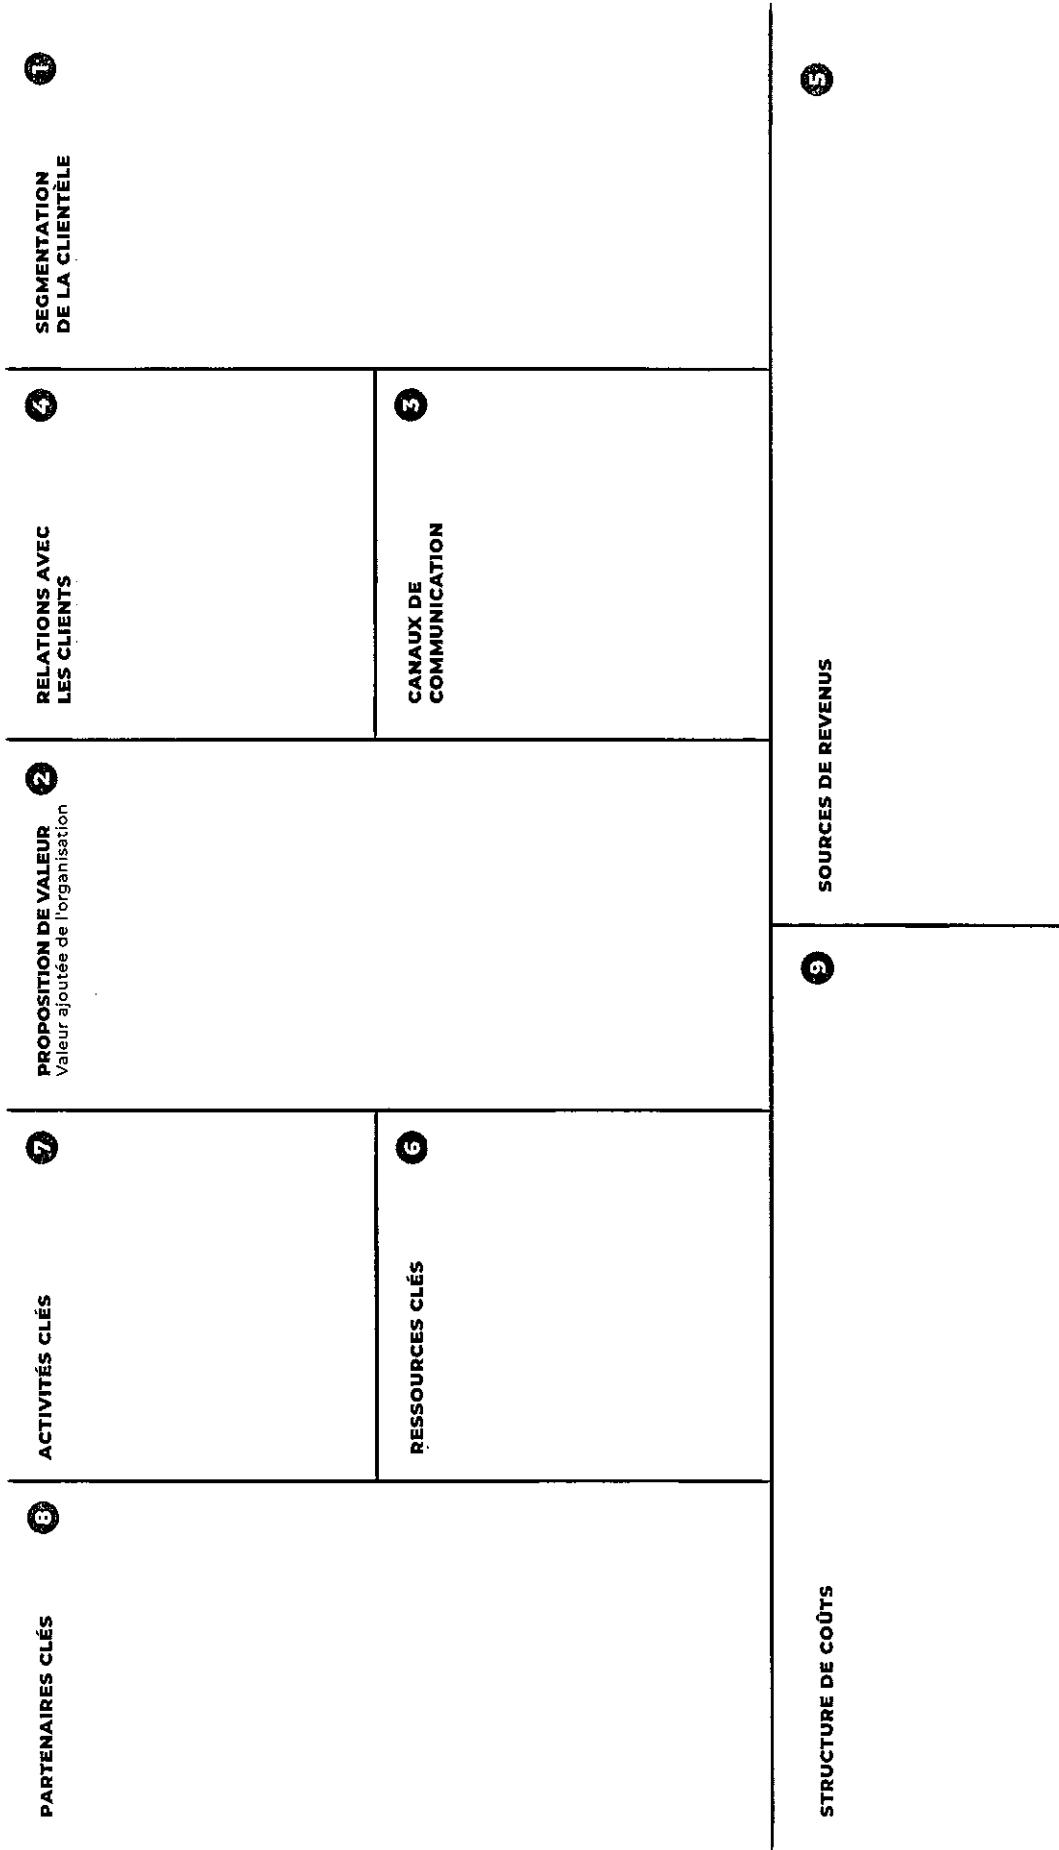 PARTENAIRES CLÉS
8
ACTIVITÉS CLÉS
7
RESSOURCES CLÉS
6
PROPOSITION DE VALEUR
2
Valeur ajoutée de l'organisation
RELATIONS AVEC
LES CLIENTS
4
CANAUX DE
COMMUNICATION
3
SEGMENTATION
DE LA CLIENTÈLE
1
STRUCTURE DE COÛTS
9
SOURCES DE REVENUS
5